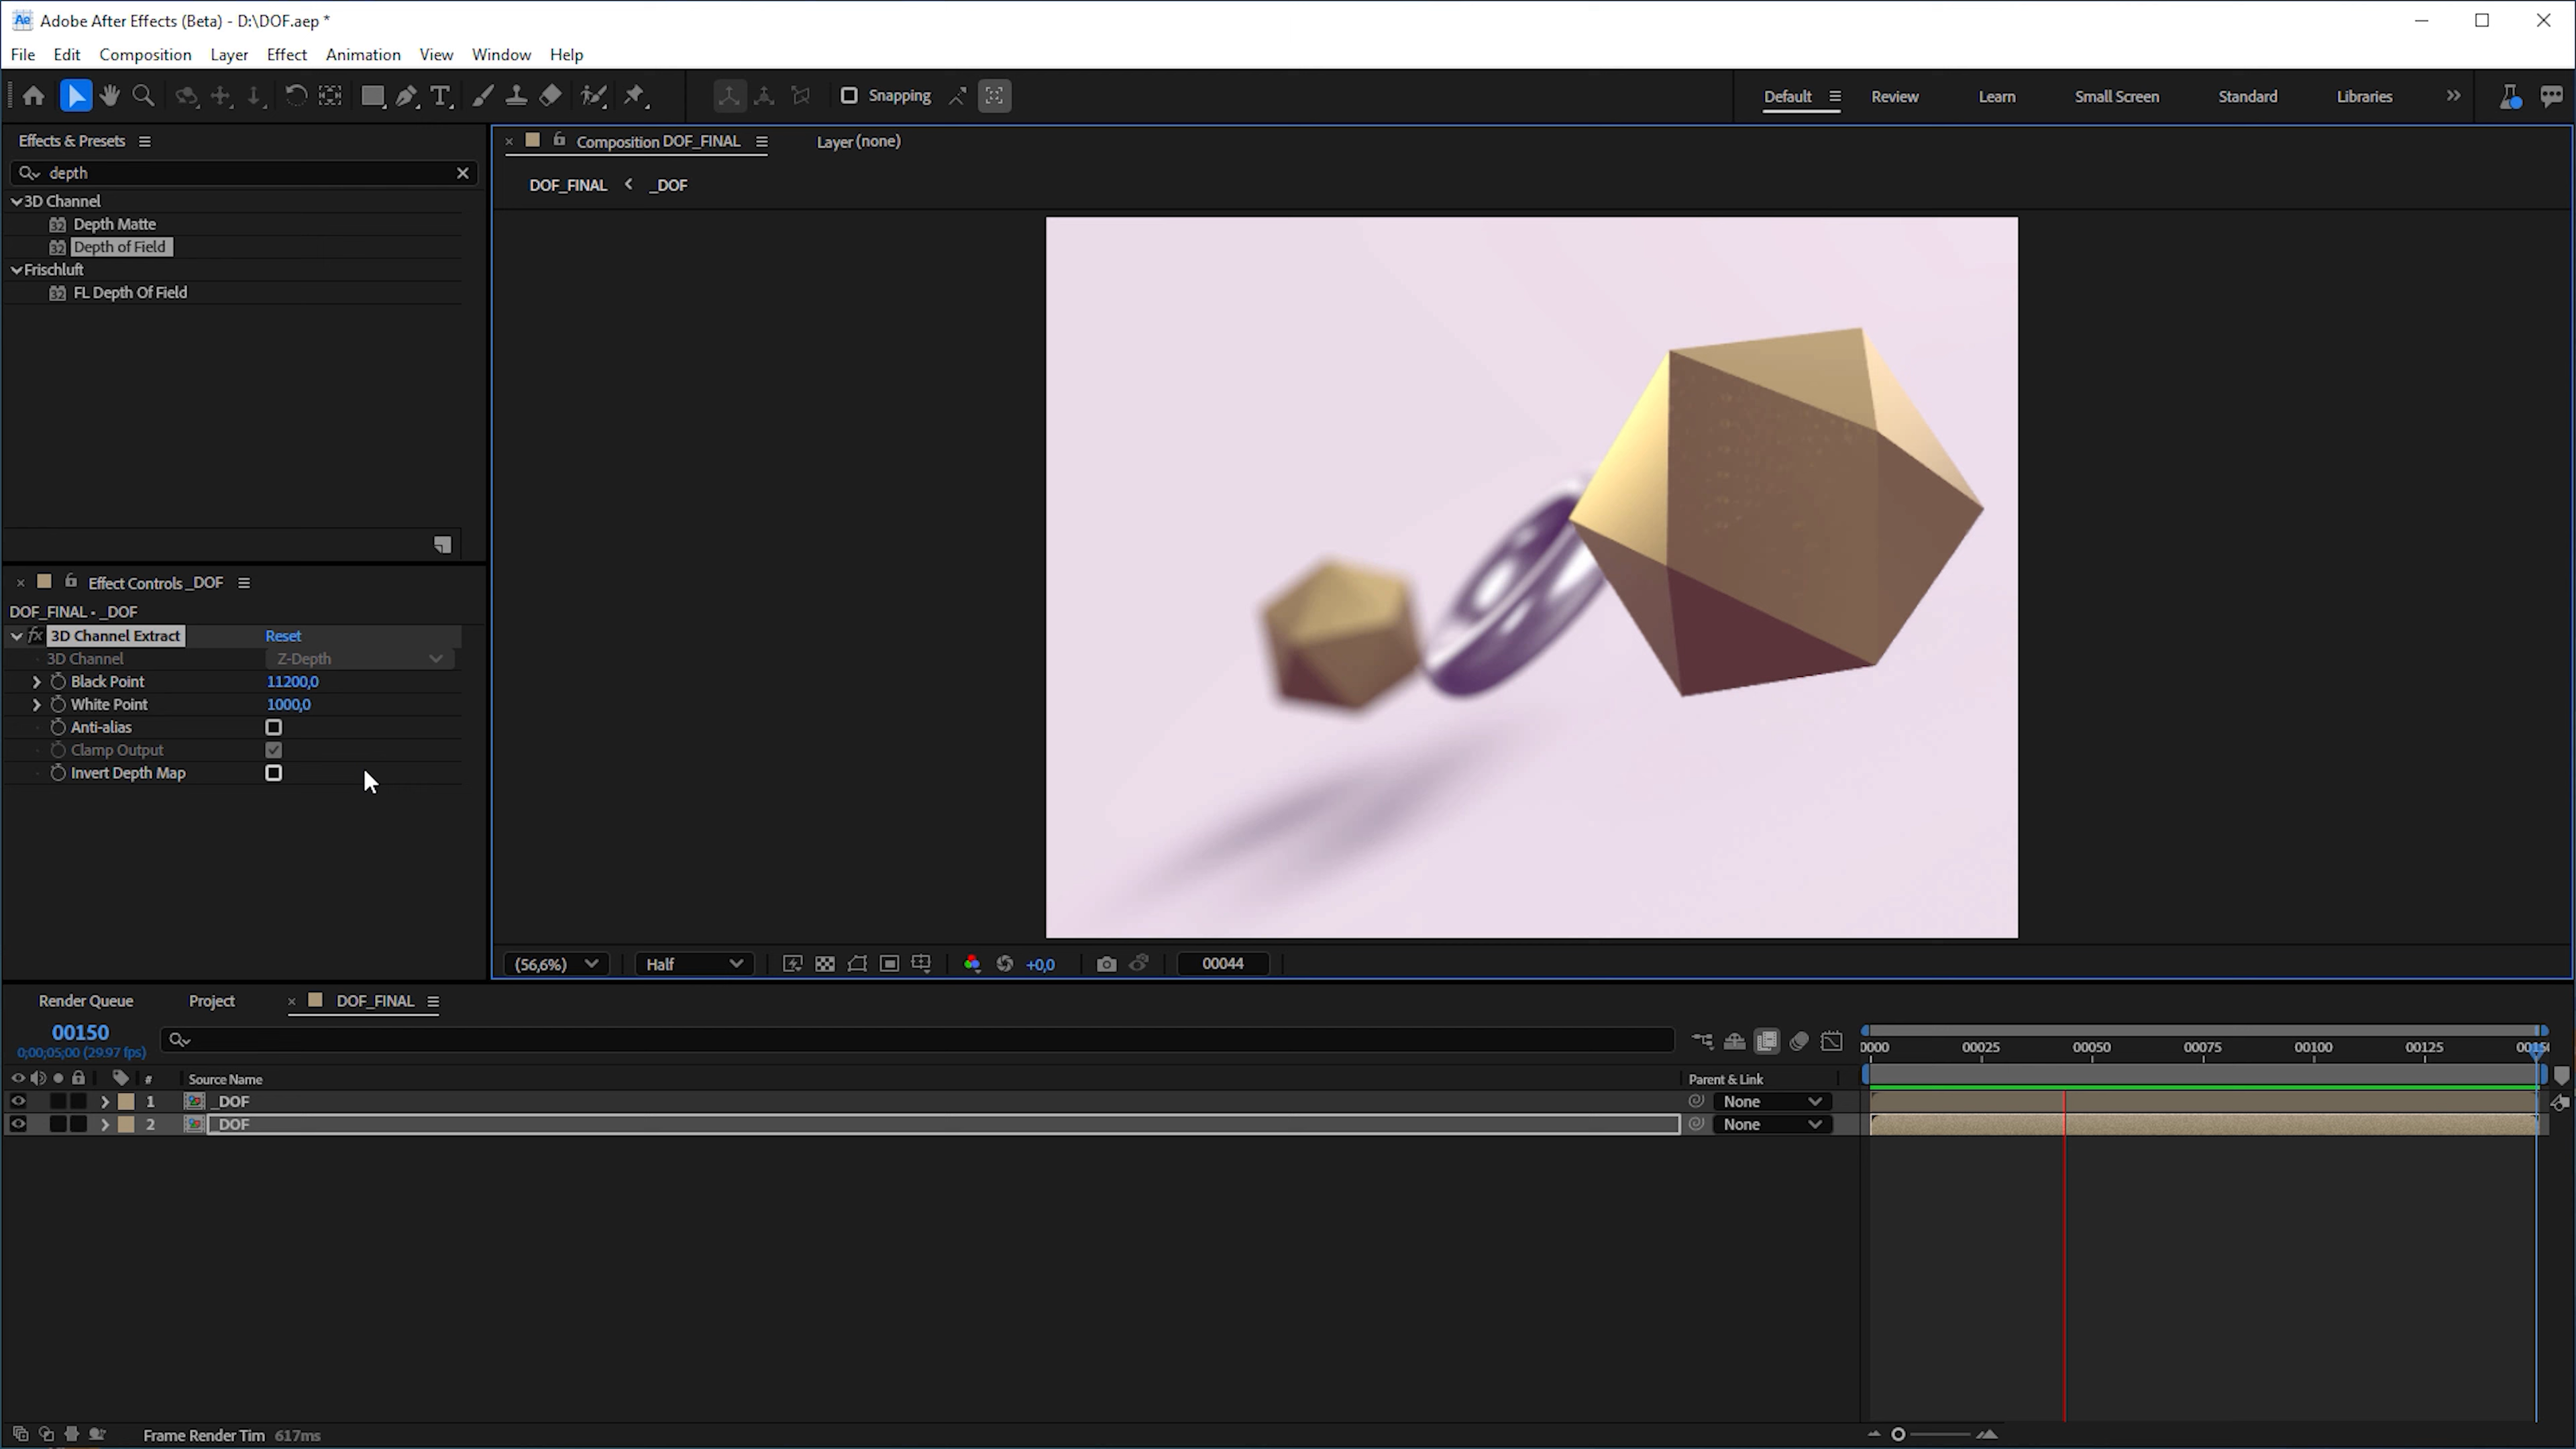 Ae Adobe After Effects (Beta) - D:\DOF.aep *
File Edit Composition Layer Effect Animation View Window Help
Snapping Default Review Learn Small Screen Standard Libraries
Effects & Presets
depth
3D Channel
32 Depth Matte
32 Depth of Field
Frischluft
32 FL Depth Of Field
Composition DOF_FINAL Layer (none)
DOF_FINAL _DOF
Effect Controls _DOF
DOF_FINAL • _DOF
fx 3D Channel Extract Reset
3D Channel Z-Depth
Black Point 11200,0
White Point 1000,0
Anti-alias
Clamp Output
Invert Depth Map
(56,6%) Half +0,0 00044
Render Queue Project DOF_FINAL
00150
0;00;05;00 (29.97 fps)
0000 00025 00050 00075 00100 00125
# Source Name Parent & Link
1 _DOF None
2 _DOF None
Frame Render Tim 617ms